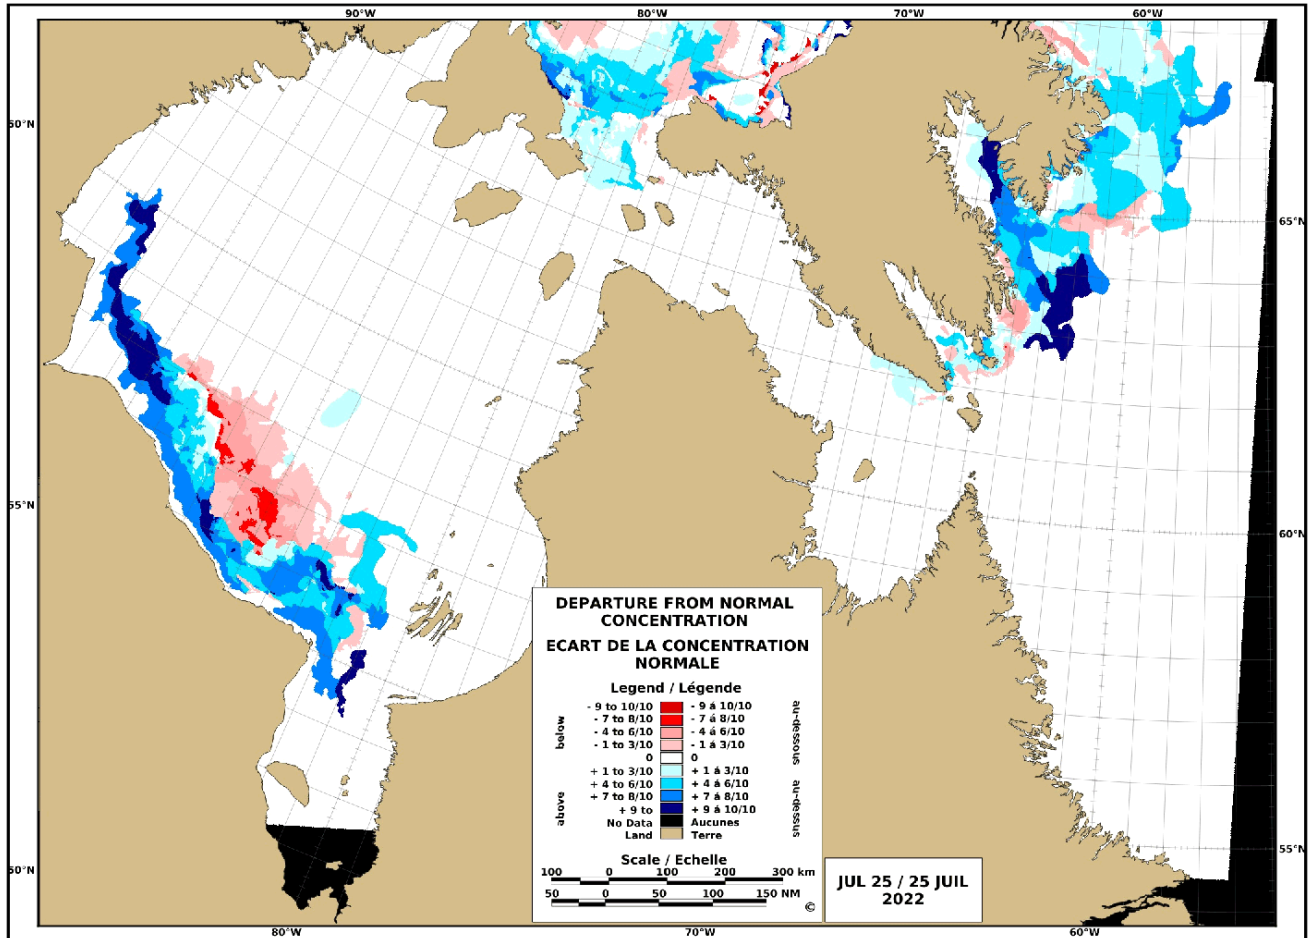 90°W
80°W
70°W
60°W
60°N
65°N
55°N
60°N
50°N
55°N
80°W
70°W
60°W
DEPARTURE FROM NORMAL
CONCENTRATION
ECART DE LA CONCENTRATION
NORMALE
Legend / Légende
below
above
- 9 to 10/10 - 9 á 10/10
- 7 to 8/10 - 7 á 8/10
- 4 to 6/10 - 4 á 6/10
- 1 to 3/10 - 1 á 3/10
0 0
+ 1 to 3/10 + 1 á 3/10
+ 4 to 6/10 + 4 á 6/10
+ 7 to 8/10 + 7 á 8/10
+ 9 to + 9 á 10/10
No Data Aucunes
Land Terre
au-dessous
au-dessus
Scale / Echelle
100 0 100 200 300 km
50 0 50 100 150 NM
©
JUL 25 / 25 JUIL
2022